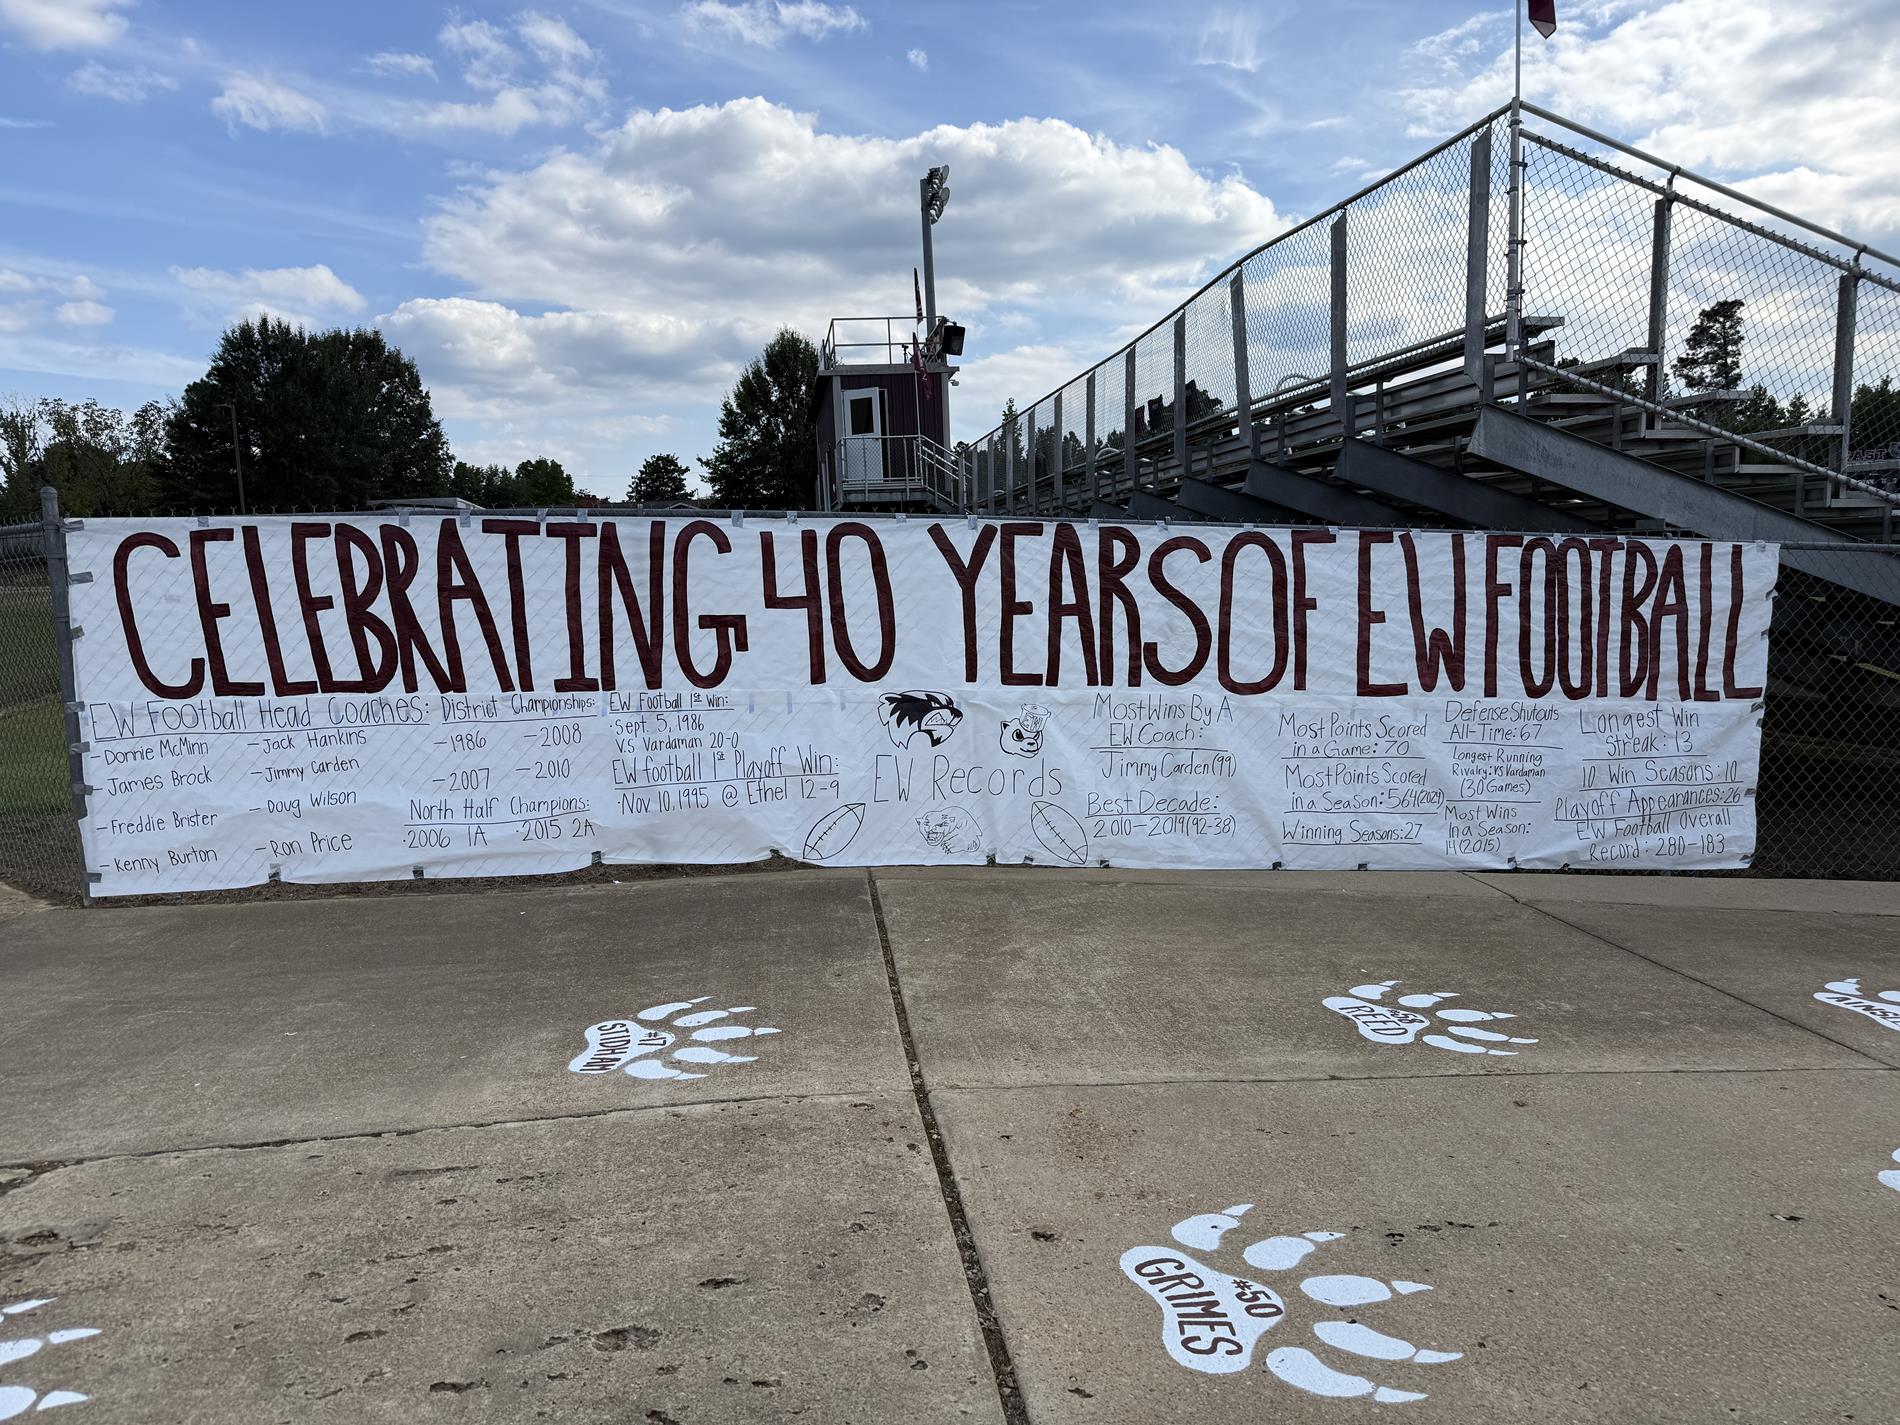 CELEBRATING 40 YEARS OF EW FOOTBALL
EW Football Head Coaches:
- Donnie McMinn
James Brock
- Freddie Brister
- Kenny Burton
- Jack Hankins
- Jimmy Carden
- Doug Wilson
- Ron Price
District Championships:
- 1986
- 2008
- 2007
- 2010
North Half Champions:
· 2006 1A
· 2015 2A
EW Football 1st Win:
Sept. 5, 1986
V.S Vardaman 20-0
EW football 1st Playoff Win:
· Nov 10, 1995 @ Ethel 12-9
EW Records
Most Wins By A
EW Coach:
Jimmy Carden (99)
Best Decade:
2010-2019 (92-38)
Most Points Scored
in a Game: 70
Most Points Scored
in a Season: 564 (2024)
Winning Seasons: 27
Defense Shutouts
All-Time: 67
Longest Running
Rivalry: VS Vardaman
(30 Games)
Most Wins
In a Season:
14 (2015)
Longest Win
Streak: 13
10 Win Seasons: 10
Playoff Appearances: 26
EW Football Overall
Record: 280-183
#17
#58
REED
#50
GRIMES